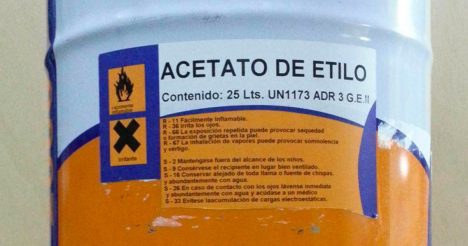 ACETATO DE ETILO
Contenido: 25 Lts. UN1173 ADR 3 G.E.II
Fácilmente
inflamable
Irritante
R - 11 Fácilmente inflamable.
R - 36 Irrita los ojos.
R - 66 La exposición repetida puede provocar sequedad
o formación de grietas en la piel.
R - 67 La inhalación de vapores puede provocar somnolencia
y vértigo.
S - 2 Manténgase fuera del alcance de los niños.
S - 9 Consérvese el recipiente en lugar bien ventilado.
S - 16 Conservar alejado de toda llama o fuente de chispas.
y abundantemente con agua.
S - 26 En caso de contacto con los ojos lávense inmediata
y abundantemente con agua y acúdase a un médico
S - 33 Evítese laacumulación de cargas electroestáticas.